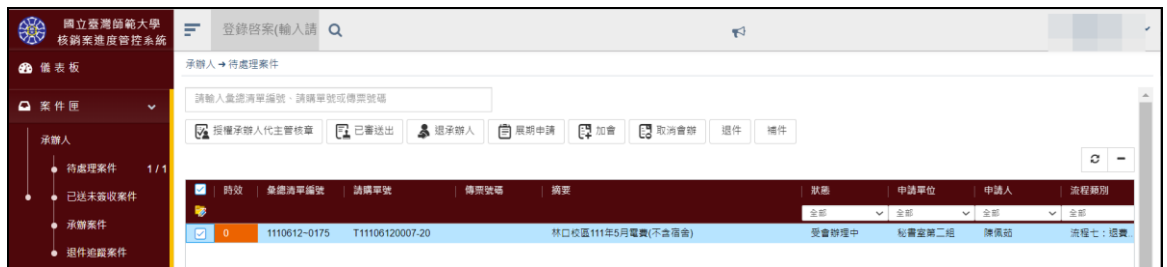 國立臺灣師範大學
核銷案進度管控系統
登錄啓案(輸入請
儀表板
承辦人➔待處理案件
案件匣
請輸入彙總清單編號、請購單號或傳票號碼
授權承辦人代主管核章 已審送出 退承辦人 展期申請 加會 取消會辦 退件 補件
承辦人
待處理案件 1 / 1
已送未簽收案件
承辦案件
退件追蹤案件
時效 彙總清單編號 請購單號 傳票號碼 摘要 狀態 申請單位 申請人 流程類別
全部 全部 全部 全部
0 1110612~0175 T11106120007-20 林口校區111年5月電費(不含宿舍) 受會辦理中 秘書室第二組 陳佩茹 流程七：退費..